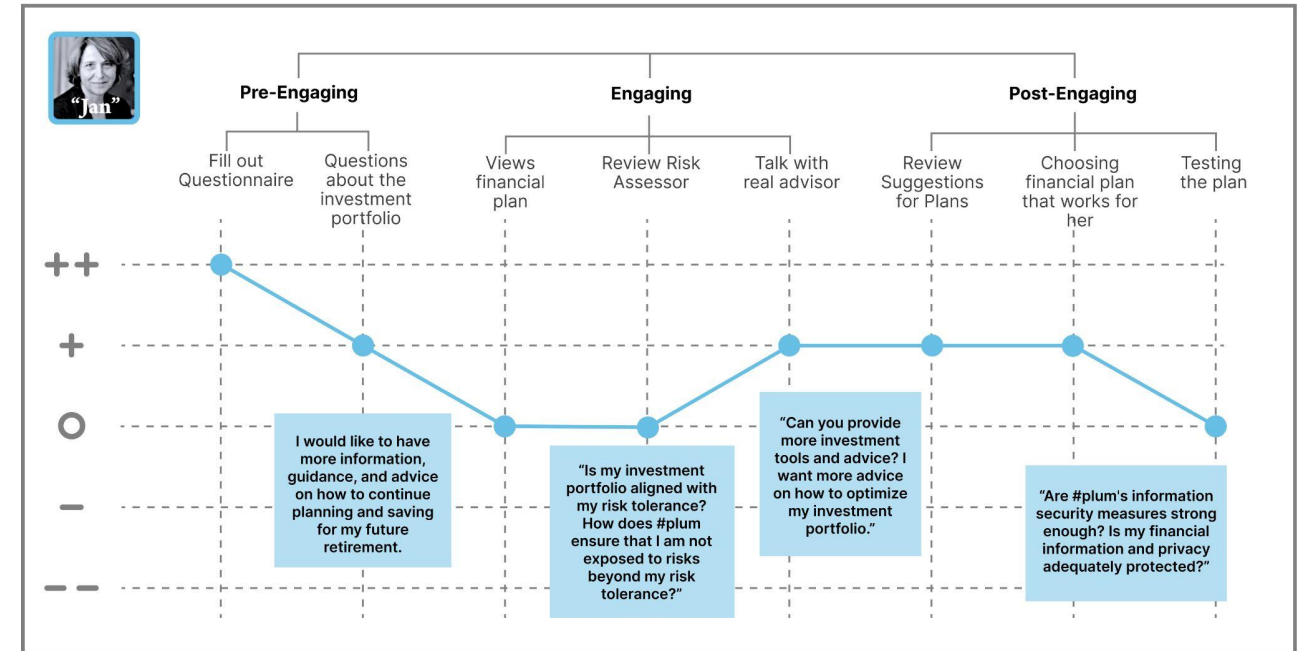 “Jan”
Pre-Engaging
Engaging
Post-Engaging
Fill out
Questionnaire
Questions
about the
investment
portfolio
Views
financial
plan
Review Risk
Assessor
Talk with
real advisor
Review
Suggestions
for Plans
Choosing
financial plan
that works for
her
Testing
the plan
++
+
O
–
– –
I would like to have
more information,
guidance, and advice
on how to continue
planning and saving
for my future
retirement.
“Is my investment
portfolio aligned with
my risk tolerance?
How does #plum
ensure that I am not
exposed to risks
beyond my risk
tolerance?”
“Can you provide
more investment
tools and advice? I
want more advice
on how to optimize
my investment
portfolio.”
“Are #plum's information
security measures strong
enough? Is my financial
information and privacy
adequately protected?”